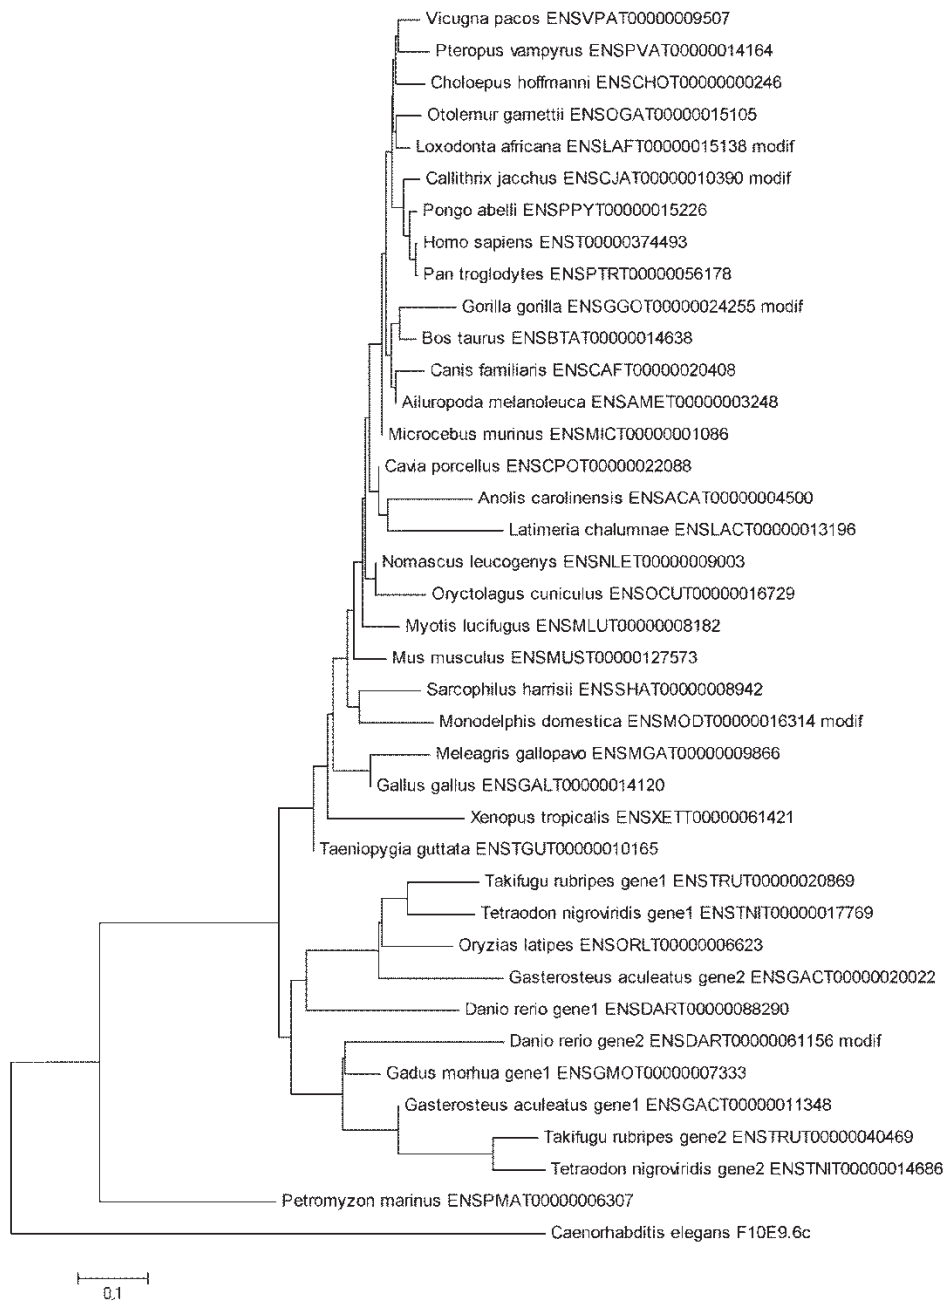 Vicugna pacos ENSVPAT00000009507
Pteropus vampyrus ENSPVAT00000014164
Choloepus hoffmanni ENSCHOT00000000246
Otolemur garnettii ENSOGAT00000015105
Loxodonta africana ENSLAFT00000015138 modif
Callithrix jacchus ENSCJAT00000010390 modif
Pongo abelli ENSPPYT00000015226
Homo sapiens ENST00000374493
Pan troglodytes ENSPTRT00000056178
Gorilla gorilla ENSGGOT00000024255 modif
Bos taurus ENSBTAT00000014638
Canis familiaris ENSCAFT00000020408
Ailuropoda melanoleuca ENSAMET00000003248
Microcebus murinus ENSMICT00000001086
Cavia porcellus ENSCPOT00000022088
Anolis carolinensis ENSACAT00000004500
Latimeria chalumnae ENSLACT00000013196
Nomascus leucogenys ENSNLET00000009003
Oryctolagus cuniculus ENSOCUT00000016729
Myotis lucifugus ENSMLUT00000008182
Mus musculus ENSMUST00000127573
Sarcophilus harrisii ENSSHAT00000008942
Monodelphis domestica ENSMODT00000016314 modif
Meleagris gallopavo ENSMGAT00000009866
Gallus gallus ENSGALT00000014120
Xenopus tropicalis ENSXETT00000061421
Taeniopygia guttata ENSTGUT00000010165
Takifugu rubripes gene1 ENSTRUT00000020869
Tetraodon nigroviridis gene1 ENSTNIT00000017769
Oryzias latipes ENSORLT00000006623
Gasterosteus aculeatus gene2 ENSGACT00000020022
Danio rerio gene1 ENSDART00000088290
Danio rerio gene2 ENSDART00000061156 modif
Gadus morhua gene1 ENSGMOT00000007333
Gasterosteus aculeatus gene1 ENSGACT00000011348
Takifugu rubripes gene2 ENSTRUT00000040469
Tetraodon nigroviridis gene2 ENSTNIT00000014686
Petromyzon marinus ENSPMAT00000006307
Caenorhabditis elegans F10E9.6c
0.1